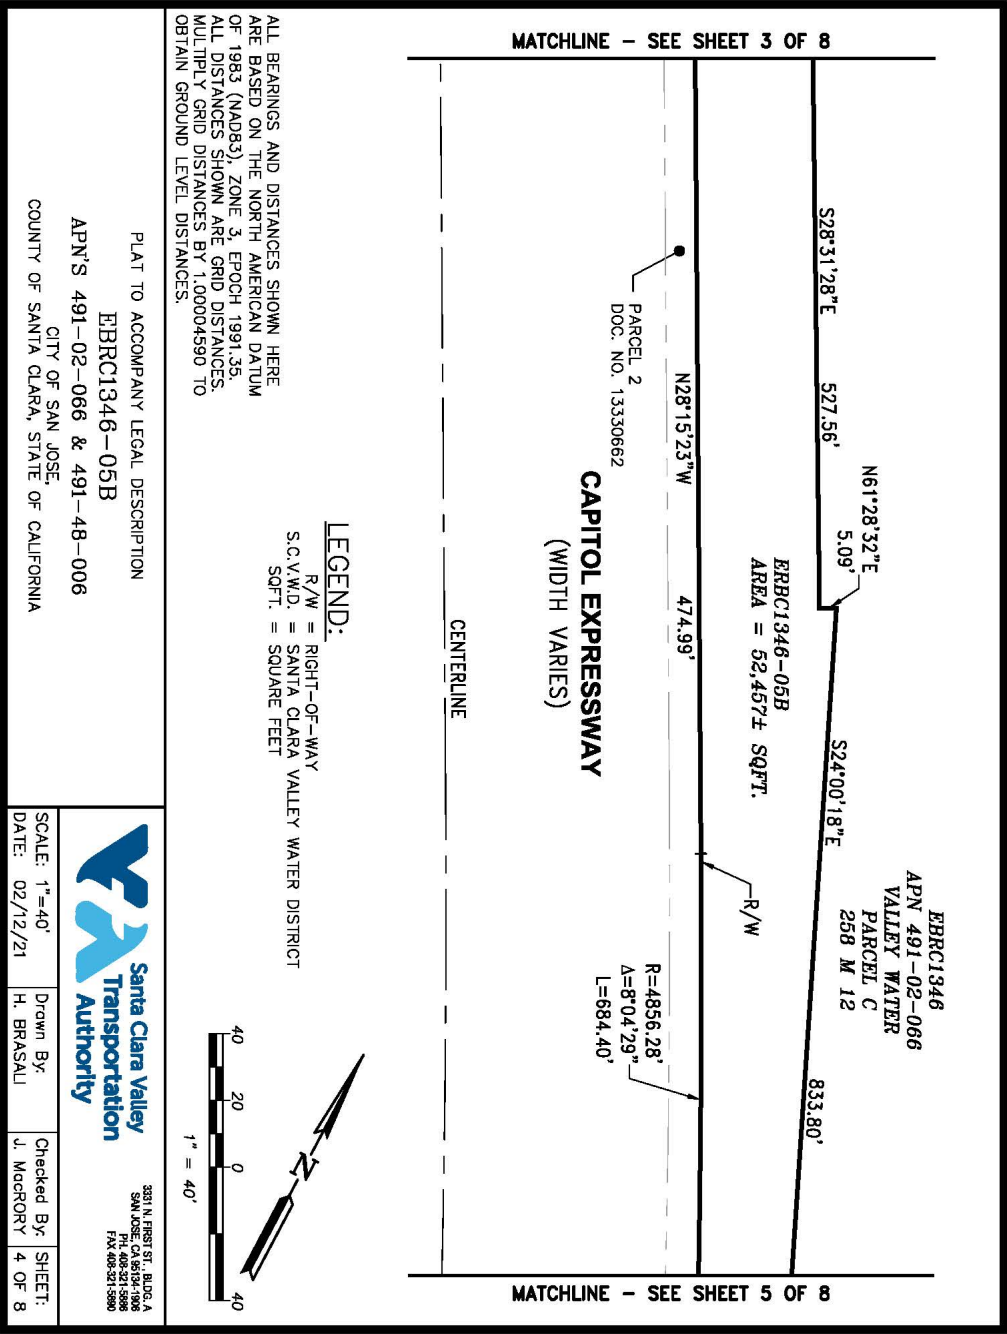 MATCHLINE - SEE SHEET 3 OF 8
S28°31'28"E
527.56'
N61°28'32"E
5.09'
S24°00'18"E
833.80'
EBRC1346
APN 491-02-066
VALLEY WATER
PARCEL C
258 M 12
PARCEL 2
DOC. NO. 13330662
N28°15'23"W
474.99'
ERBC1346-05B
AREA = 52,457± SQFT.
R/W
R=4856.28'
Δ=8°04'29"
L=684.40'
CAPITOL EXPRESSWAY
(WIDTH VARIES)
CENTERLINE
MATCHLINE - SEE SHEET 5 OF 8
LEGEND:
R/W = RIGHT-OF-WAY
S.C.V.W.D. = SANTA CLARA VALLEY WATER DISTRICT
SQFT. = SQUARE FEET
ALL BEARINGS AND DISTANCES SHOWN HERE
ARE BASED ON THE NORTH AMERICAN DATUM
OF 1983 (NAD83), ZONE 3, EPOCH 1991.35.
ALL DISTANCES SHOWN ARE GRID DISTANCES.
MULTIPLY GRID DISTANCES BY 1.00004590 TO
OBTAIN GROUND LEVEL DISTANCES.
N
40 20 0 40
1" = 40'
PLAT TO ACCOMPANY LEGAL DESCRIPTION
EBRC1346-05B
APN'S 491-02-066 & 491-48-006
CITY OF SAN JOSE,
COUNTY OF SANTA CLARA, STATE OF CALIFORNIA
Santa Clara Valley
Transportation
Authority
3331 N. FIRST ST., BLDG. A
SAN JOSE, CA 95134-1906
PH. 408-321-5886
FAX 408-321-5690
SCALE: 1"=40'
DATE: 02/12/21
Drawn By:
H. BRASALI
Checked By:
J. MacRORY
SHEET:
4 OF 8